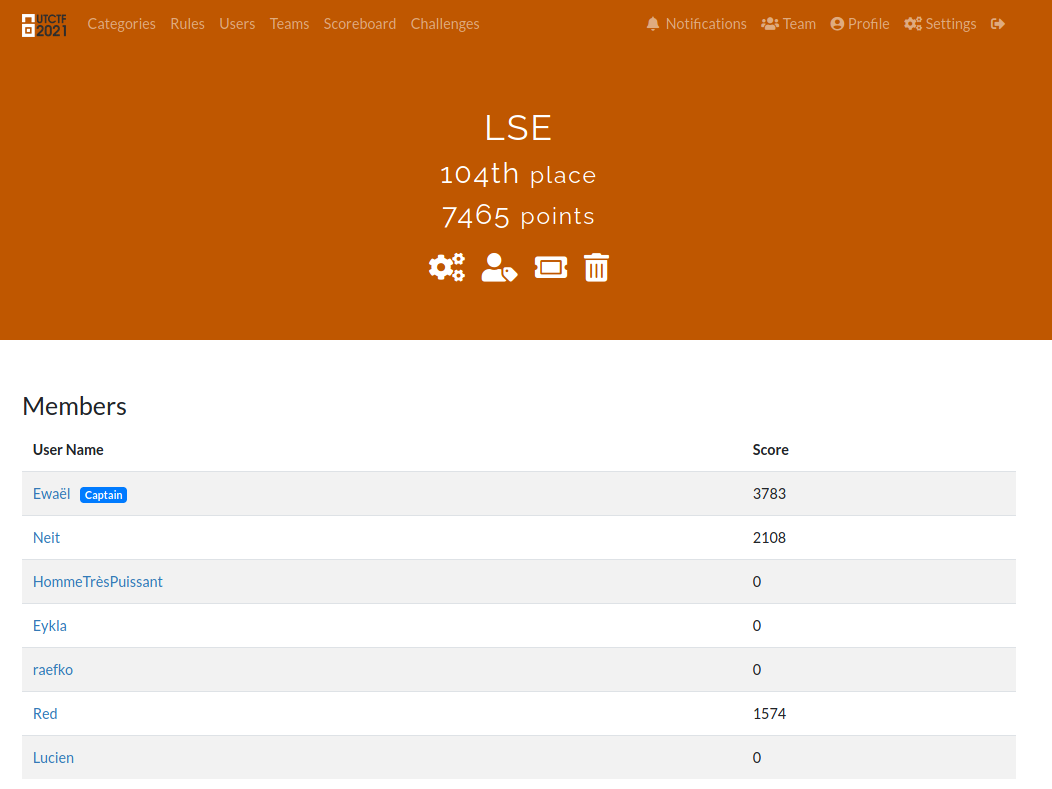 UTCTF 2021 Categories Rules Users Teams Scoreboard Challenges Notifications Team Profile Settings
LSE
104th place
7465 points
Members
User Name Score
Ewaël Captain 3783
Neit 2108
HommeTrèsPuissant 0
Eykla 0
raefko 0
Red 1574
Lucien 0